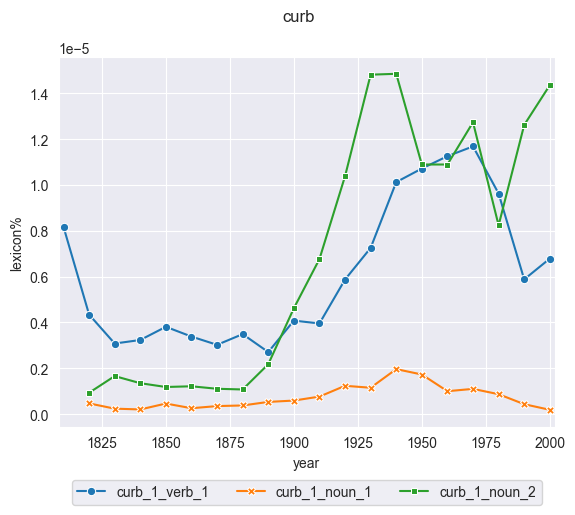 curb
1e−5
1.4
1.2
1.0
0.8
0.6
0.4
0.2
0.0
lexicon%
1825 1850 1875 1900 1925 1950 1975 2000
year
curb_1_verb_1 curb_1_noun_1 curb_1_noun_2